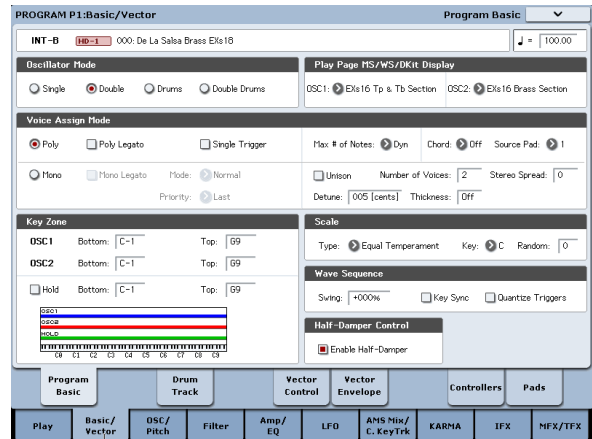 PROGRAM P1:Basic/Vector Program Basic
INT-B HD-1 000: De La Salsa Brass EXs18 ♩ = 100.00
Oscillator Mode
Single Double Drums Double Drums
Play Page MS/WS/DKit Display
OSC1: EXs16 Tp & Tb Section OSC2: EXs16 Brass Section
Voice Assign Mode
Poly Poly Legato Single Trigger Max # of Notes: Dyn Chord: Off Source Pad: 1
Mono Mono Legato Mode: Normal Unison Number of Voices: 2 Stereo Spread: 0
Priority: Last Detune: 005 [cents] Thickness: Off
Key Zone
OSC1 Bottom: C-1 Top: G9
OSC2 Bottom: C-1 Top: G9
Hold Bottom: C-1 Top: G9
OSC1
OSC2
HOLD
C0 C1 C2 C3 C4 C5 C6 C7 C8 C9
Scale
Type: Equal Temperament Key: C Random: 0
Wave Sequence
Swing: +000% Key Sync Quantize Triggers
Half-Damper Control
Enable Half-Damper
Program Basic Drum Track Vector Control Vector Envelope Controllers Pads
Play Basic/Vector OSC/Pitch Filter Amp/EQ LFO AMS Mix/C.KeyTrk KARMA IFX MFX/TFX